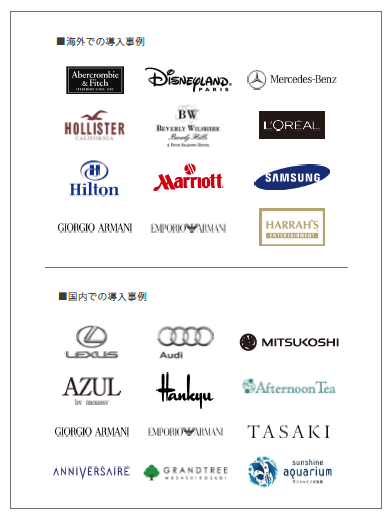 ■海外での導入事例
Abercrombie
& Fitch
Disneyland
PARIS
Mercedes-Benz
HOLLISTER
CALIFORNIA
BW
BEVERLY WILSHIRE
Beverly Hills
A FOUR SEASONS HOTEL
L'ORÉAL
Hilton
Marriott
SAMSUNG
GIORGIO ARMANI
EMPORIO ARMANI
HARRAH'S
ENTERTAINMENT
■国内での導入事例
LEXUS
Audi
MITSUKOSHI
AZUL
by moussy
Hankyu
Afternoon Tea
GIORGIO ARMANI
EMPORIO ARMANI
TASAKI
ANNIVERSAIRE
GRANDTREE
MUSASHIKOSUGI
sunshine
aquarium
サンシャイン水族館